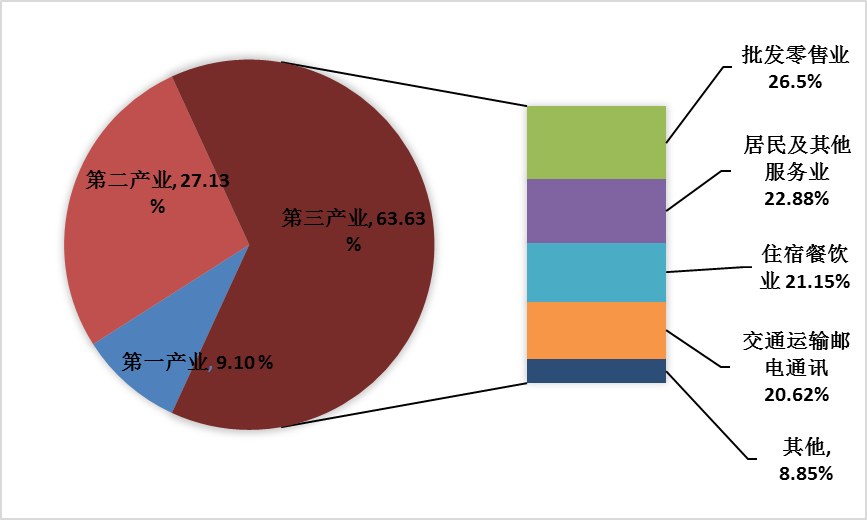 第二产业, 27.13
%
第三产业, 63.63
%
第一产业, 9.10%
批发零售业
26.5%
居民及其他
服务业
22.88%
住宿餐饮
业 21.15%
交通运输邮
电通讯
20.62%
其他,
8.85%